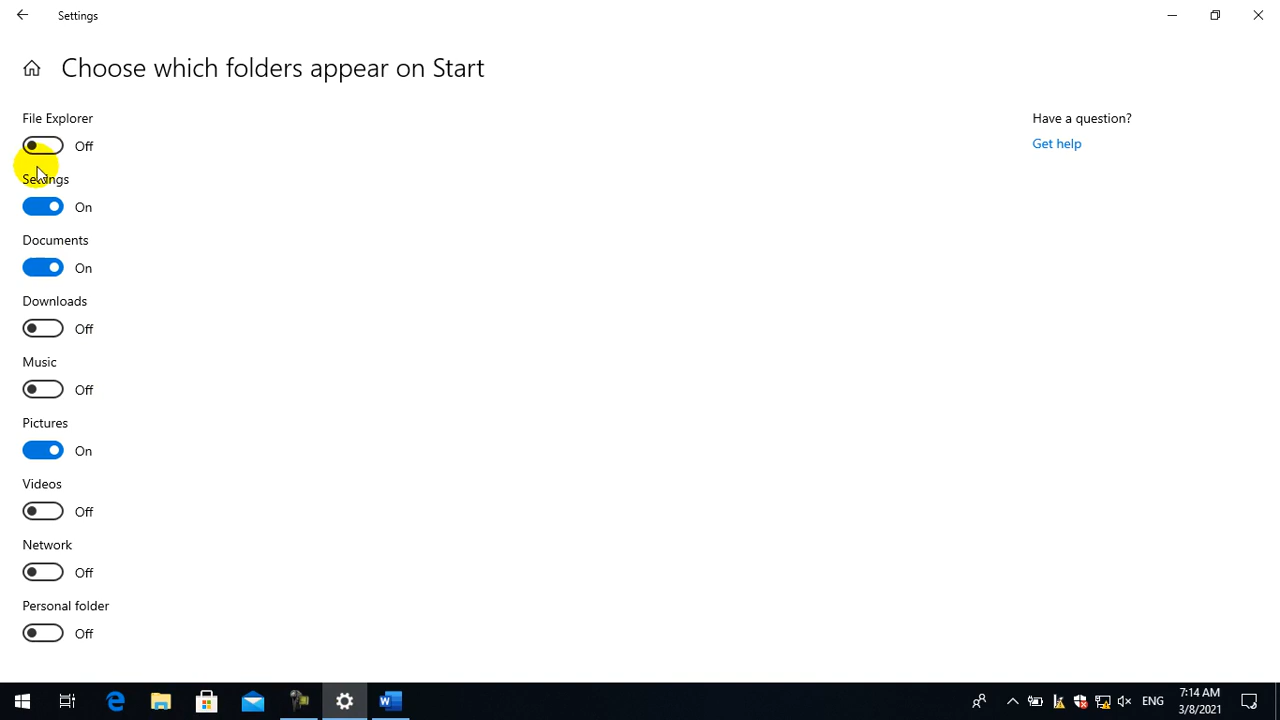 Settings
Choose which folders appear on Start
File Explorer
Off
Settings
On
Documents
On
Downloads
Off
Music
Off
Pictures
On
Videos
Off
Network
Off
Personal folder
Off
Have a question?
Get help
W
ENG
7:14 AM
3/8/2021